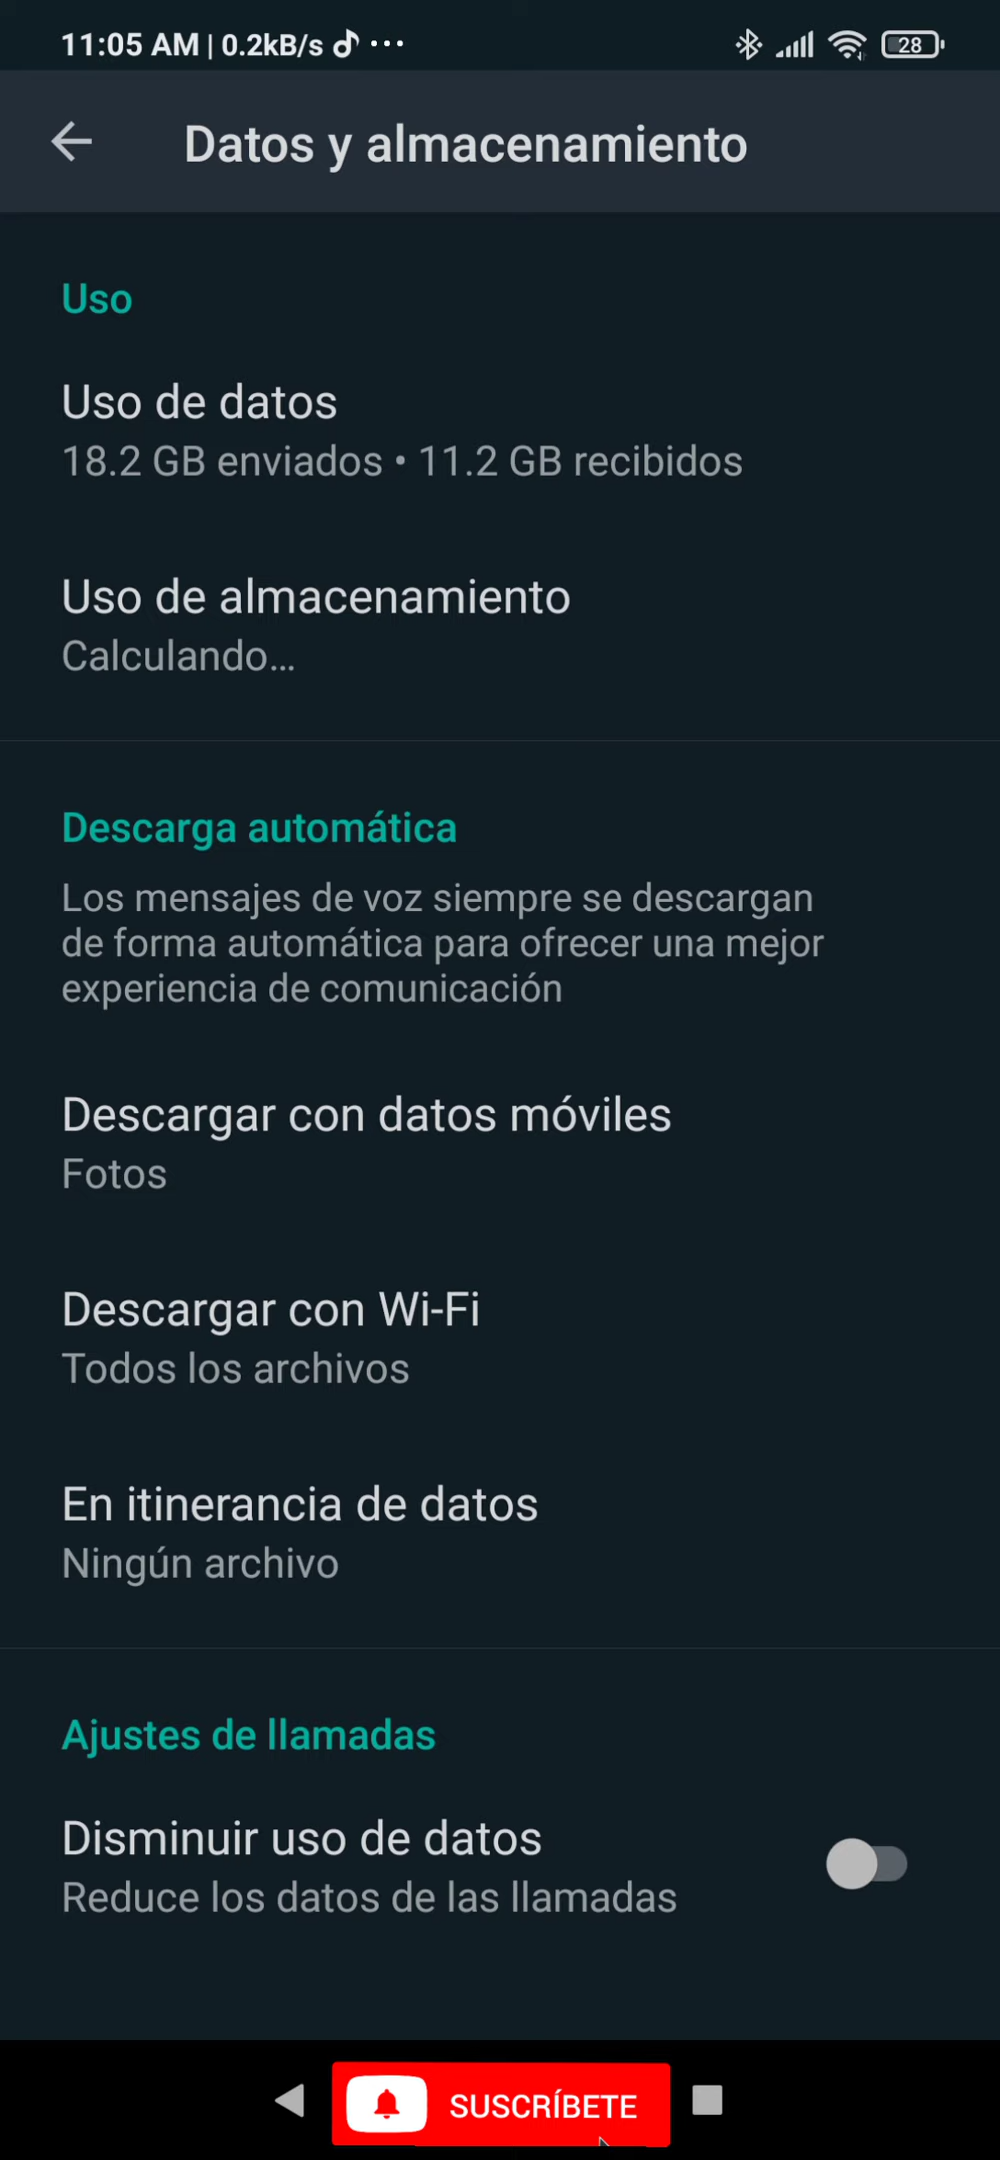 11:05 AM | 0.2kB/s
28
Datos y almacenamiento
Uso
Uso de datos
18.2 GB enviados • 11.2 GB recibidos
Uso de almacenamiento
Calculando...
Descarga automática
Los mensajes de voz siempre se descargan
de forma automática para ofrecer una mejor
experiencia de comunicación
Descargar con datos móviles
Fotos
Descargar con Wi-Fi
Todos los archivos
En itinerancia de datos
Ningún archivo
Ajustes de llamadas
Disminuir uso de datos
Reduce los datos de las llamadas
SUSCRÍBETE